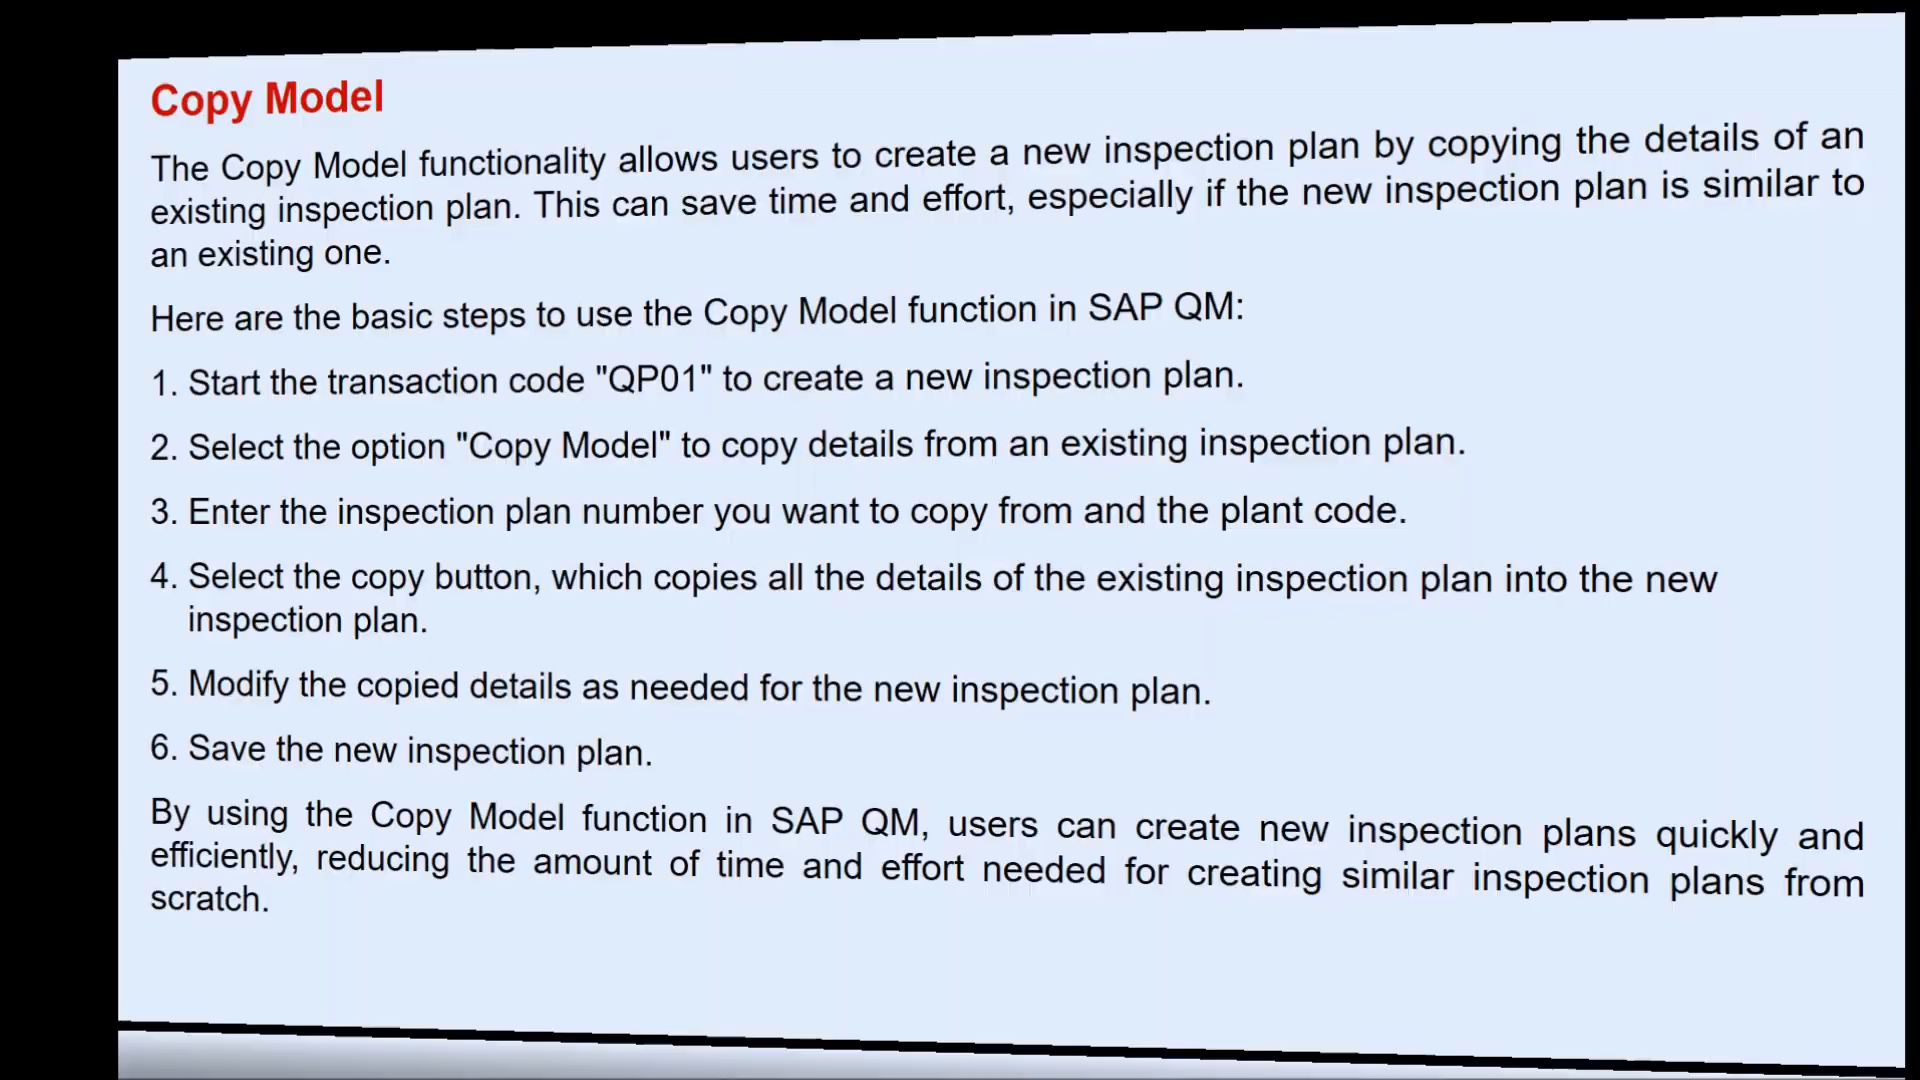 Copy Model
The Copy Model functionality allows users to create a new inspection plan by copying the details of an
existing inspection plan. This can save time and effort, especially if the new inspection plan is similar to
an existing one.
Here are the basic steps to use the Copy Model function in SAP QM:
1. Start the transaction code "QP01" to create a new inspection plan.
2. Select the option "Copy Model" to copy details from an existing inspection plan.
3. Enter the inspection plan number you want to copy from and the plant code.
4. Select the copy button, which copies all the details of the existing inspection plan into the new
inspection plan.
5. Modify the copied details as needed for the new inspection plan.
6. Save the new inspection plan.
By using the Copy Model function in SAP QM, users can create new inspection plans quickly and
efficiently, reducing the amount of time and effort needed for creating similar inspection plans from
scratch.